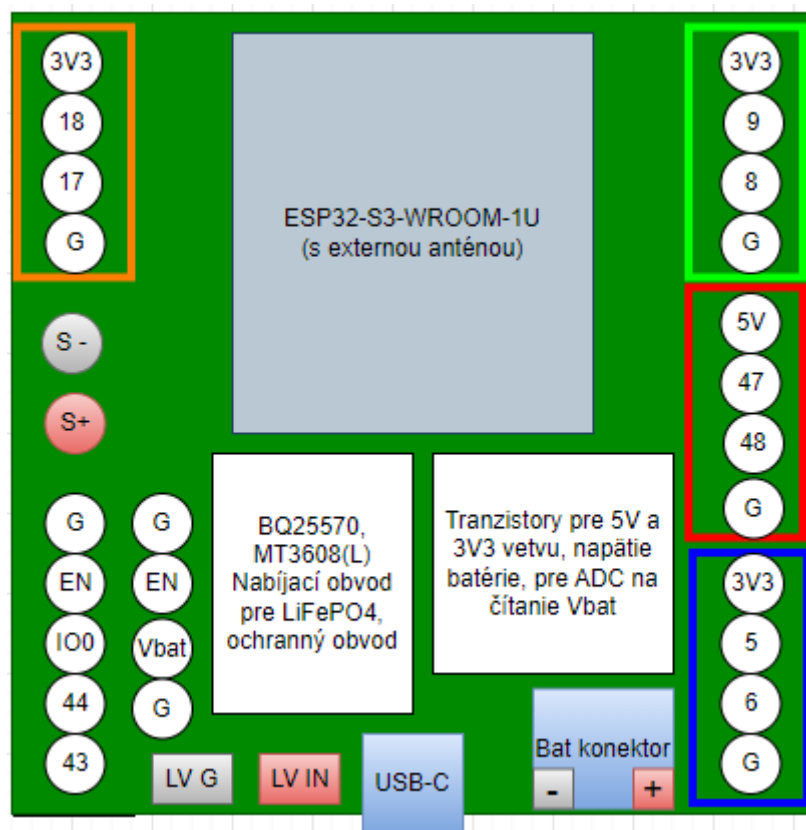 3V3
18
17
G
S -
S+
G
EN
IO0
44
43
G
EN
Vbat
G
ESP32-S3-WROOM-1U
(s externou anténou)
BQ25570,
MT3608(L)
Nabíjací obvod
pre LiFePO4,
ochranný obvod
Tranzistory pre 5V a
3V3 vetvu, napätie
batérie, pre ADC na
čítanie Vbat
LV G
LV IN
USB-C
Bat konektor
-
+
3V3
9
8
G
5V
47
48
G
3V3
5
6
G